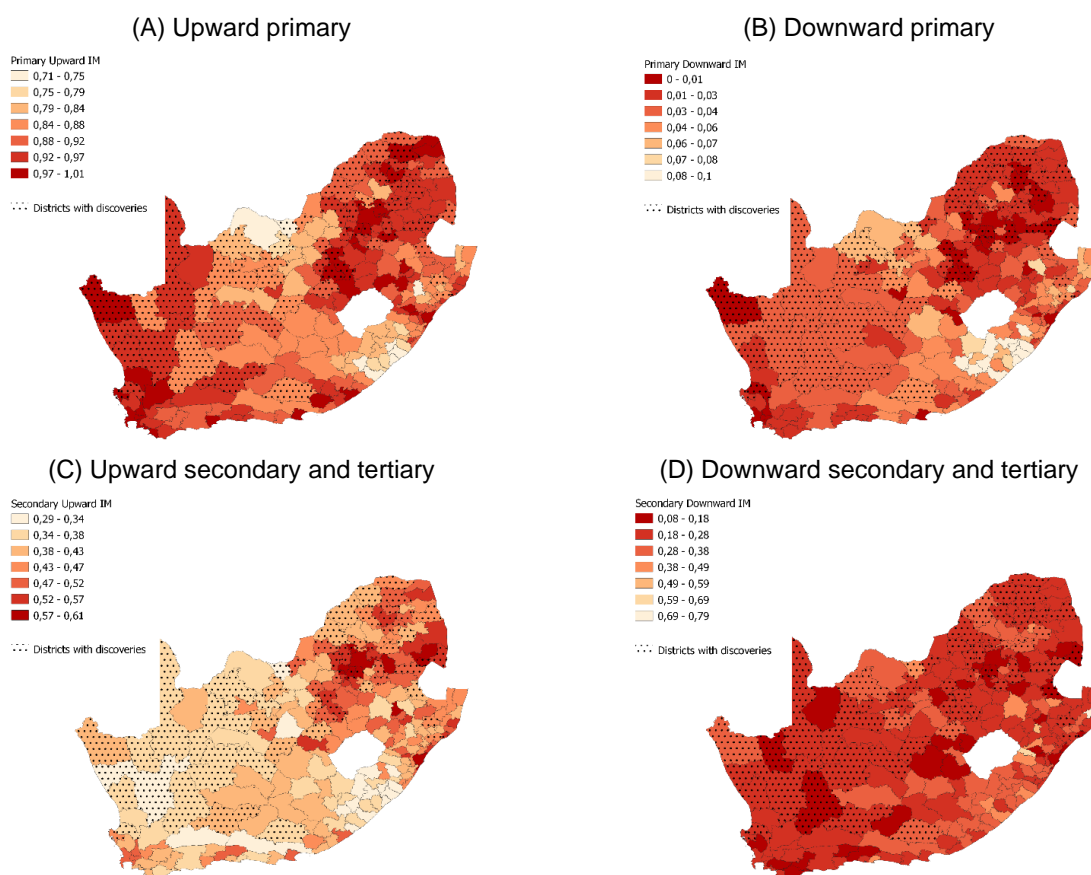 (A) Upward primary
Primary Upward IM
0,71 - 0,75
0,75 - 0,79
0,79 - 0,84
0,84 - 0,88
0,88 - 0,92
0,92 - 0,97
0,97 - 1,01
Districts with discoveries
(B) Downward primary
Primary Downward IM
0 - 0,01
0,01 - 0,03
0,03 - 0,04
0,04 - 0,06
0,06 - 0,07
0,07 - 0,08
0,08 - 0,1
Districts with discoveries
(C) Upward secondary and tertiary
Secondary Upward IM
0,29 - 0,34
0,34 - 0,38
0,38 - 0,43
0,43 - 0,47
0,47 - 0,52
0,52 - 0,57
0,57 - 0,61
Districts with discoveries
(D) Downward secondary and tertiary
Secondary Downward IM
0,08 - 0,18
0,18 - 0,28
0,28 - 0,38
0,38 - 0,49
0,49 - 0,59
0,59 - 0,69
0,69 - 0,79
Districts with discoveries